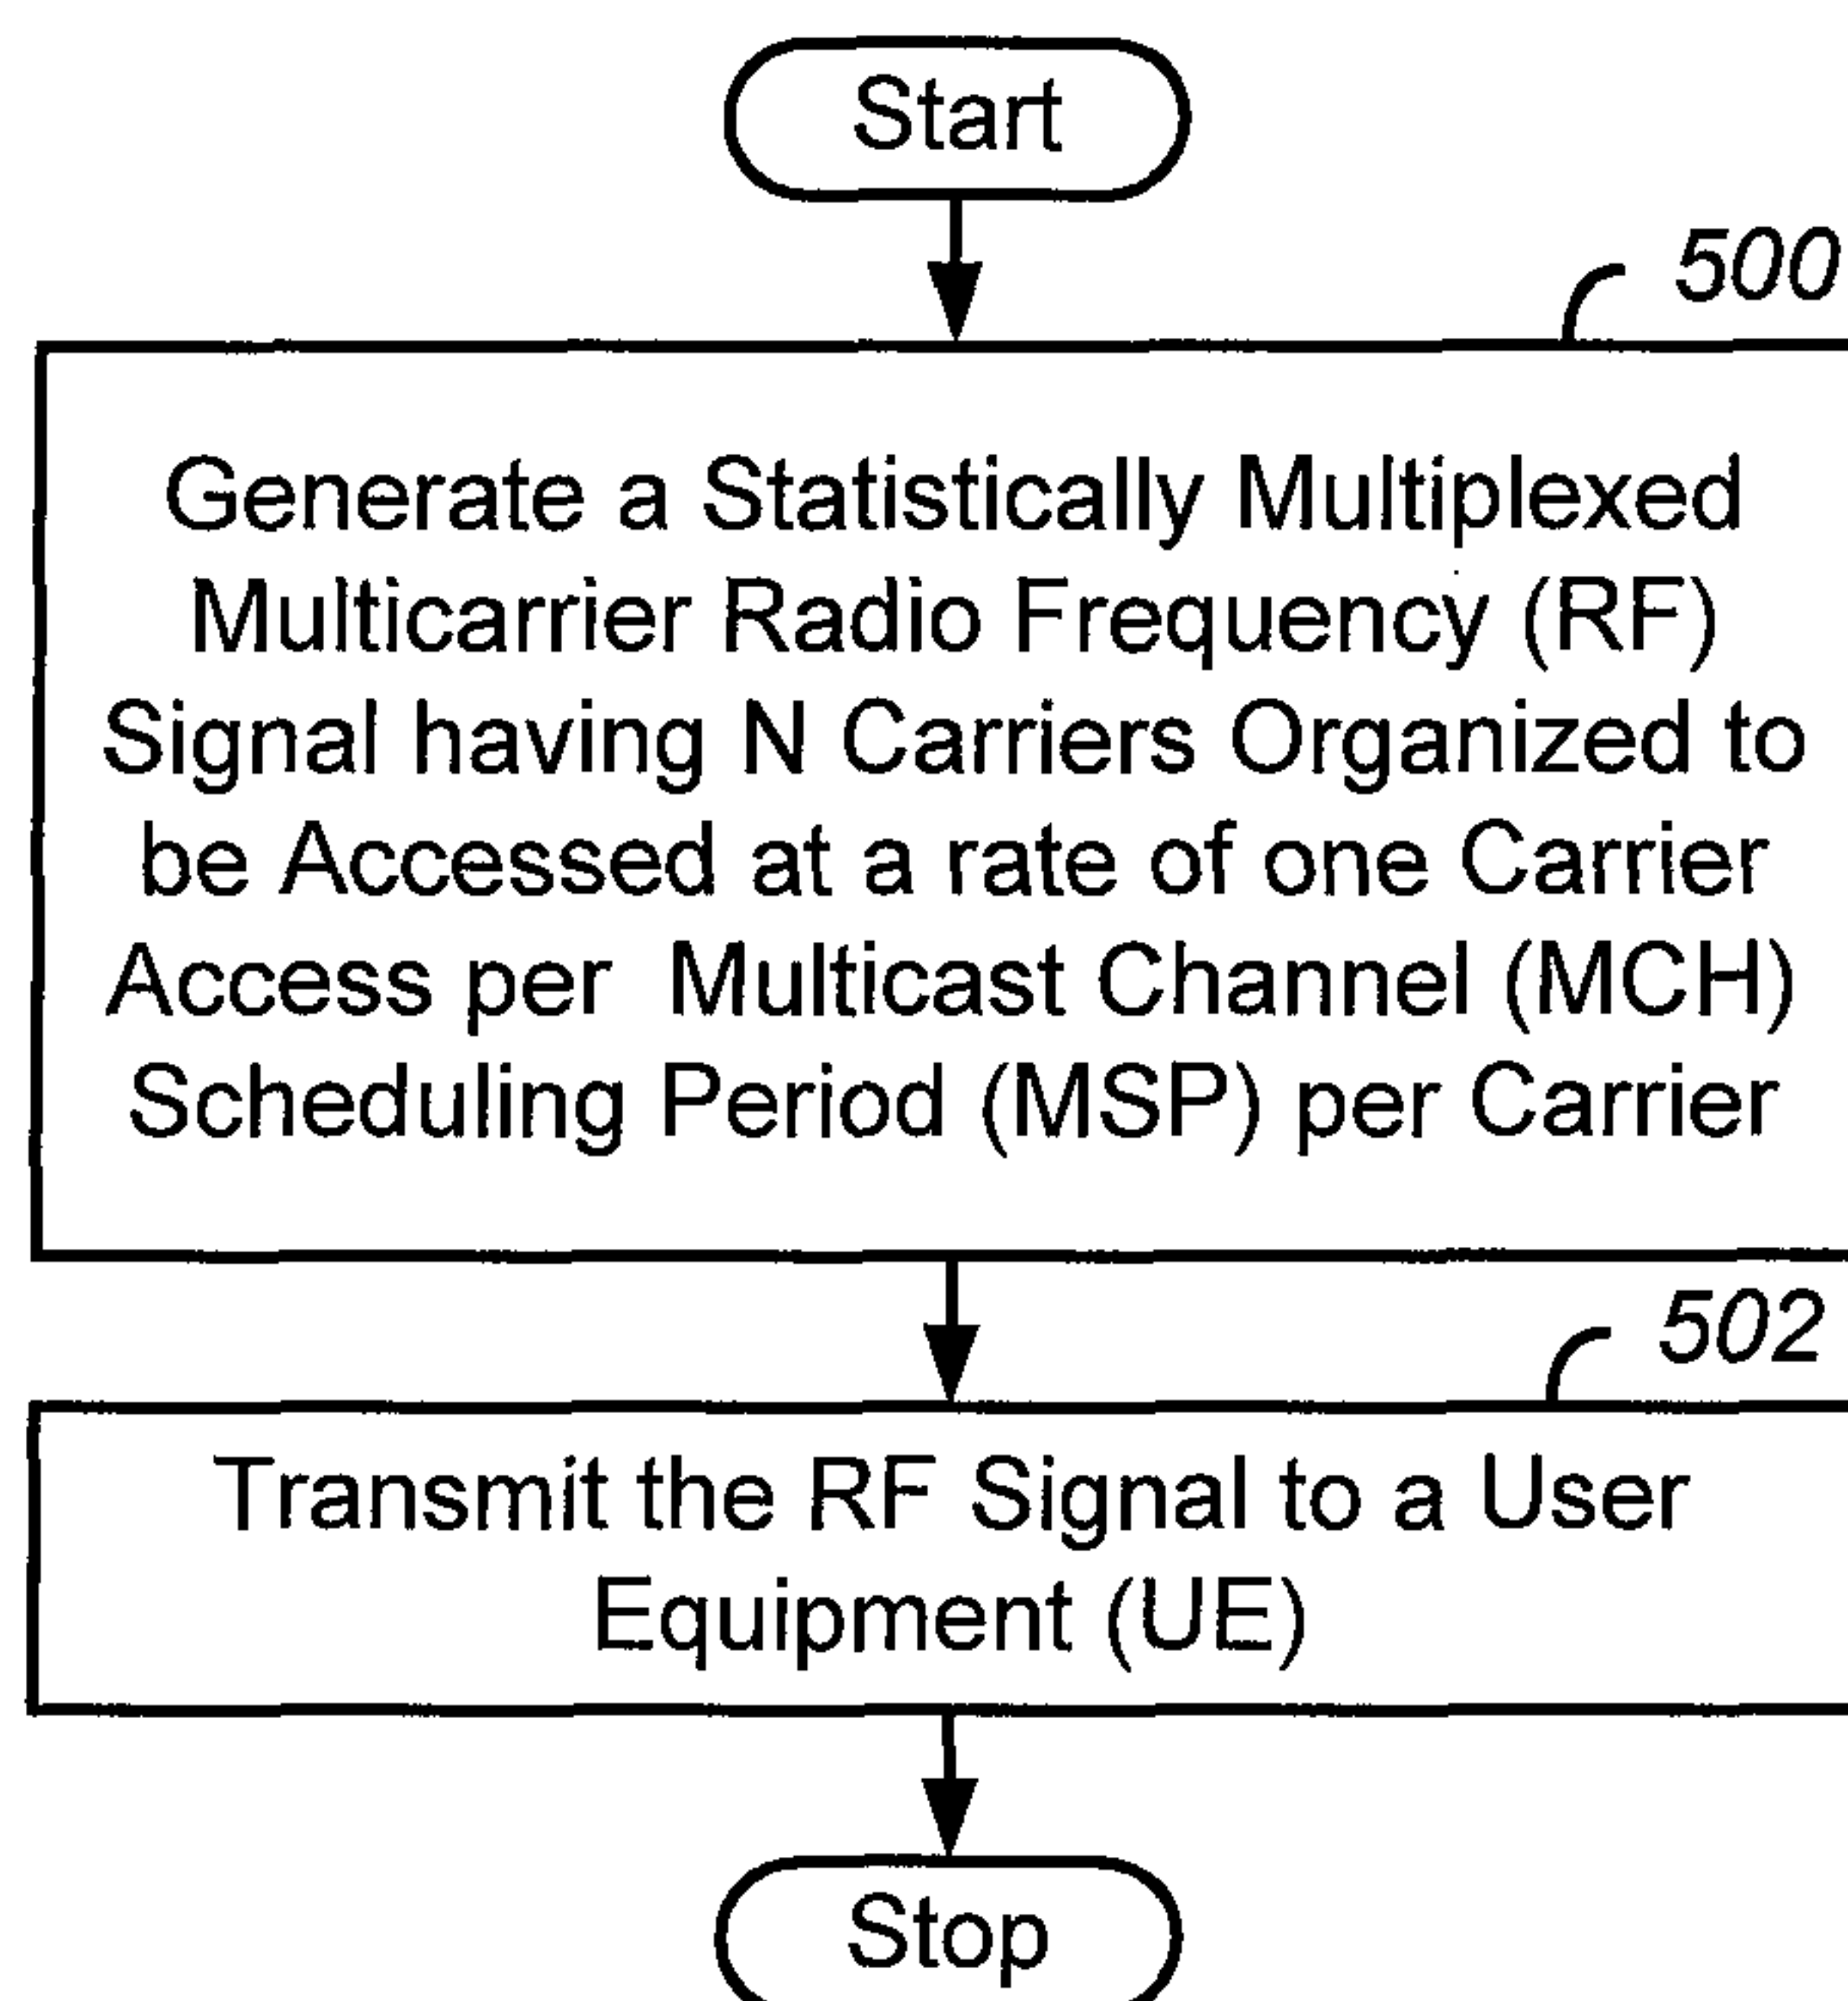 Start
500
Generate a Statistically Multiplexed
Multicarrier Radio Frequency (RF)
Signal having N Carriers Organized to
be Accessed at a rate of one Carrier
Access per Multicast Channel (MCH)
Scheduling Period (MSP) per Carrier
502
Transmit the RF Signal to a User
Equipment (UE)
Stop